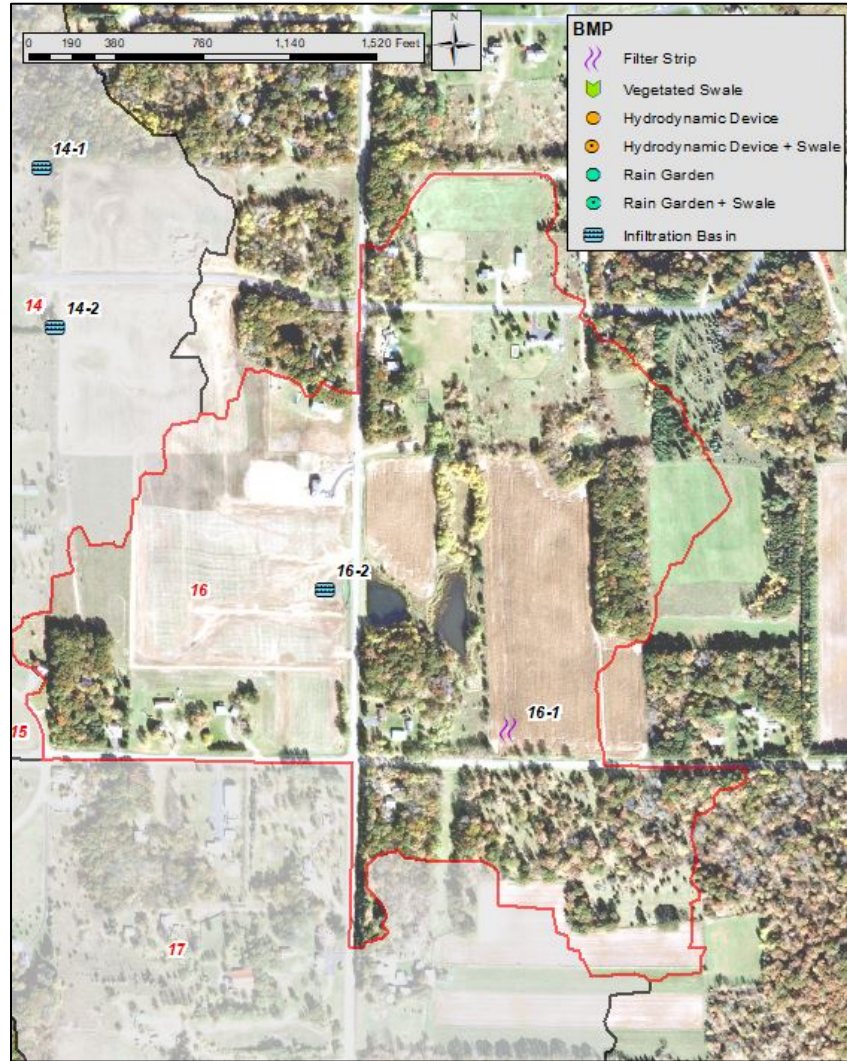 0 190 380 760 1,140 1,520 Feet
N
BMP
Filter Strip
Vegetated Swale
Hydrodynamic Device
Hydrodynamic Device + Swale
Rain Garden
Rain Garden + Swale
Infiltration Basin
14-1
14 14-2
16-2
16
16-1
15
17